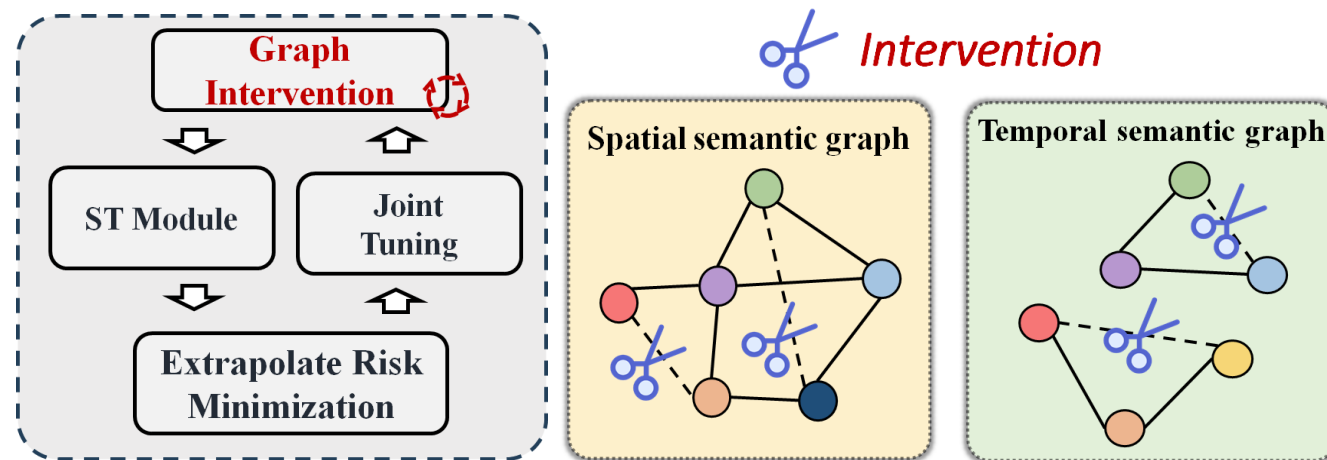 Graph
Intervention
ST Module
Joint
Tuning
Extrapolate Risk
Minimization
Intervention
Spatial semantic graph
Temporal semantic graph